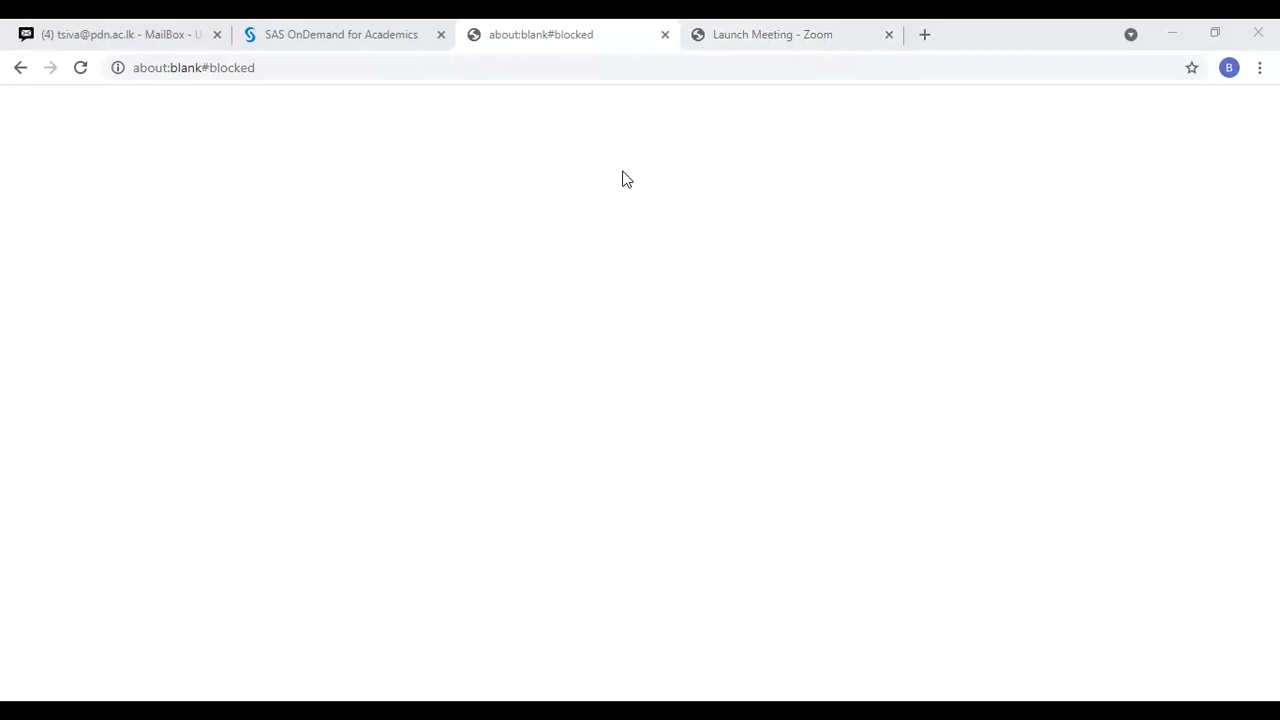 (4) tsiva@pdn.ac.lk - MailBox - U
SAS OnDemand for Academics
about:blank#blocked
Launch Meeting - Zoom
about:blank#blocked
B